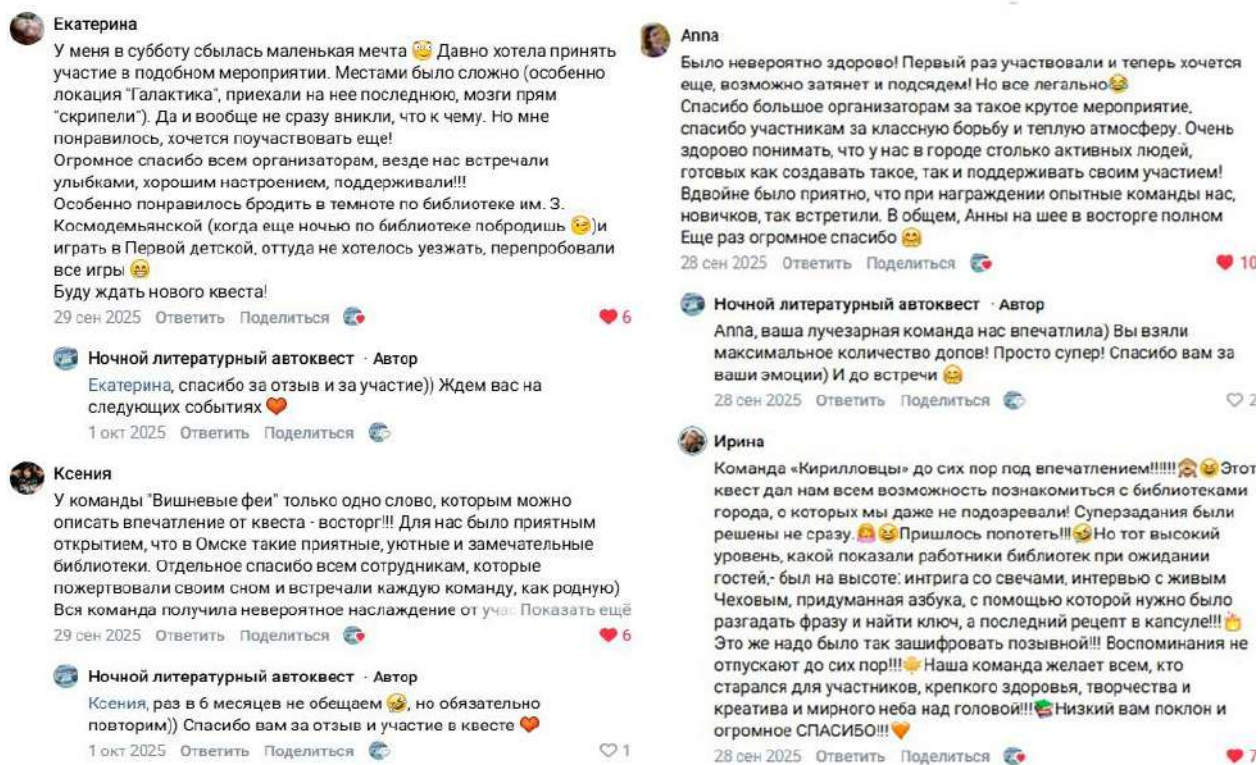 Екатерина
У меня в субботу сбылась маленькая мечта 😳 Давно хотела принять
участие в подобном мероприятии. Местами было сложно (особенно
локация "Галактика", приехали на нее последнюю, мозги прям
"скрипели"). Да и вообще не сразу вникли, что к чему. Но мне
понравилось, хочется поучаствовать еще!
Огромное спасибо всем организаторам, везде нас встречали
улыбками, хорошим настроением, поддерживали!!!
Особенно понравилось бродить в темноте по библиотеке им. З.
Космодемьянской (когда еще ночью по библиотеке побродишь 😉)и
играть в Первой детской, оттуда не хотелось уезжать, перепробовали
все игры 😁
Буду ждать нового квеста!
29 сен 2025 Ответить Поделиться
6
Ночной литературный автоквест · Автор
Екатерина, спасибо за отзыв и за участие)) Ждем вас на
следующих событиях ❤
1 окт 2025 Ответить Поделиться
Ксения
У команды "Вишневые феи" только одно слово, которым можно
описать впечатление от квеста - восторг!!! Для нас было приятным
открытием, что в Омске такие приятные, уютные и замечательные
библиотеки. Отдельное спасибо всем сотрудникам, которые
пожертвовали своим сном и встречали каждую команду, как родную)
Вся команда получила невероятное наслаждение от учас Показать ещё
29 сен 2025 Ответить Поделиться
6
Ночной литературный автоквест · Автор
Ксения, раз в 6 месяцев не обещаем 🤣, но обязательно
повторим)) Спасибо вам за отзыв и участие в квесте ❤
1 окт 2025 Ответить Поделиться
1
Anna
Было невероятно здорово! Первый раз участвовали и теперь хочется
еще, возможно затянет и подсядем! Но все легально😂
Спасибо большое организаторам за такое крутое мероприятие,
спасибо участникам за классную борьбу и теплую атмосферу. Очень
здорово понимать, что у нас в городе столько активных людей,
готовых как создавать такое, так и поддерживать своим участием!
Вдвойне было приятно, что при награждении опытные команды нас,
новичков, так встретили. В общем, Анны на шее в восторге полном
Еще раз огромное спасибо 🤗
28 сен 2025 Ответить Поделиться
10
Ночной литературный автоквест · Автор
Anna, ваша лучезарная команда нас впечатлила) Вы взяли
максимальное количество допов! Просто супер! Спасибо вам за
ваши эмоции) И до встречи 🤗
28 сен 2025 Ответить Поделиться
2
Ирина
Команда «Кирилловцы» до сих пор под впечатлением!!!!!!🙈😆Этот
квест дал нам всем возможность познакомиться с библиотеками
города, о которых мы даже не подозревали! Суперзадания были
решены не сразу.🤦😆Пришлось попотеть!!!🤣Но тот высокий
уровень, какой показали работники библиотек при ожидании
гостей,- был на высоте: интрига со свечами, интервью с живым
Чеховым, придуманная азбука, с помощью которой нужно было
разгадать фразу и найти ключ, а последний рецепт в капсуле!!!🔥
Это же надо было так зашифровать позывной!!! Воспоминания не
отпускают до сих пор!!!☀Наша команда желает всем, кто
старался для участников, крепкого здоровья, творчества и
креатива и мирного неба над головой!!!📚Низкий вам поклон и
огромное СПАСИБО!!!🧡
28 сен 2025 Ответить Поделиться
7